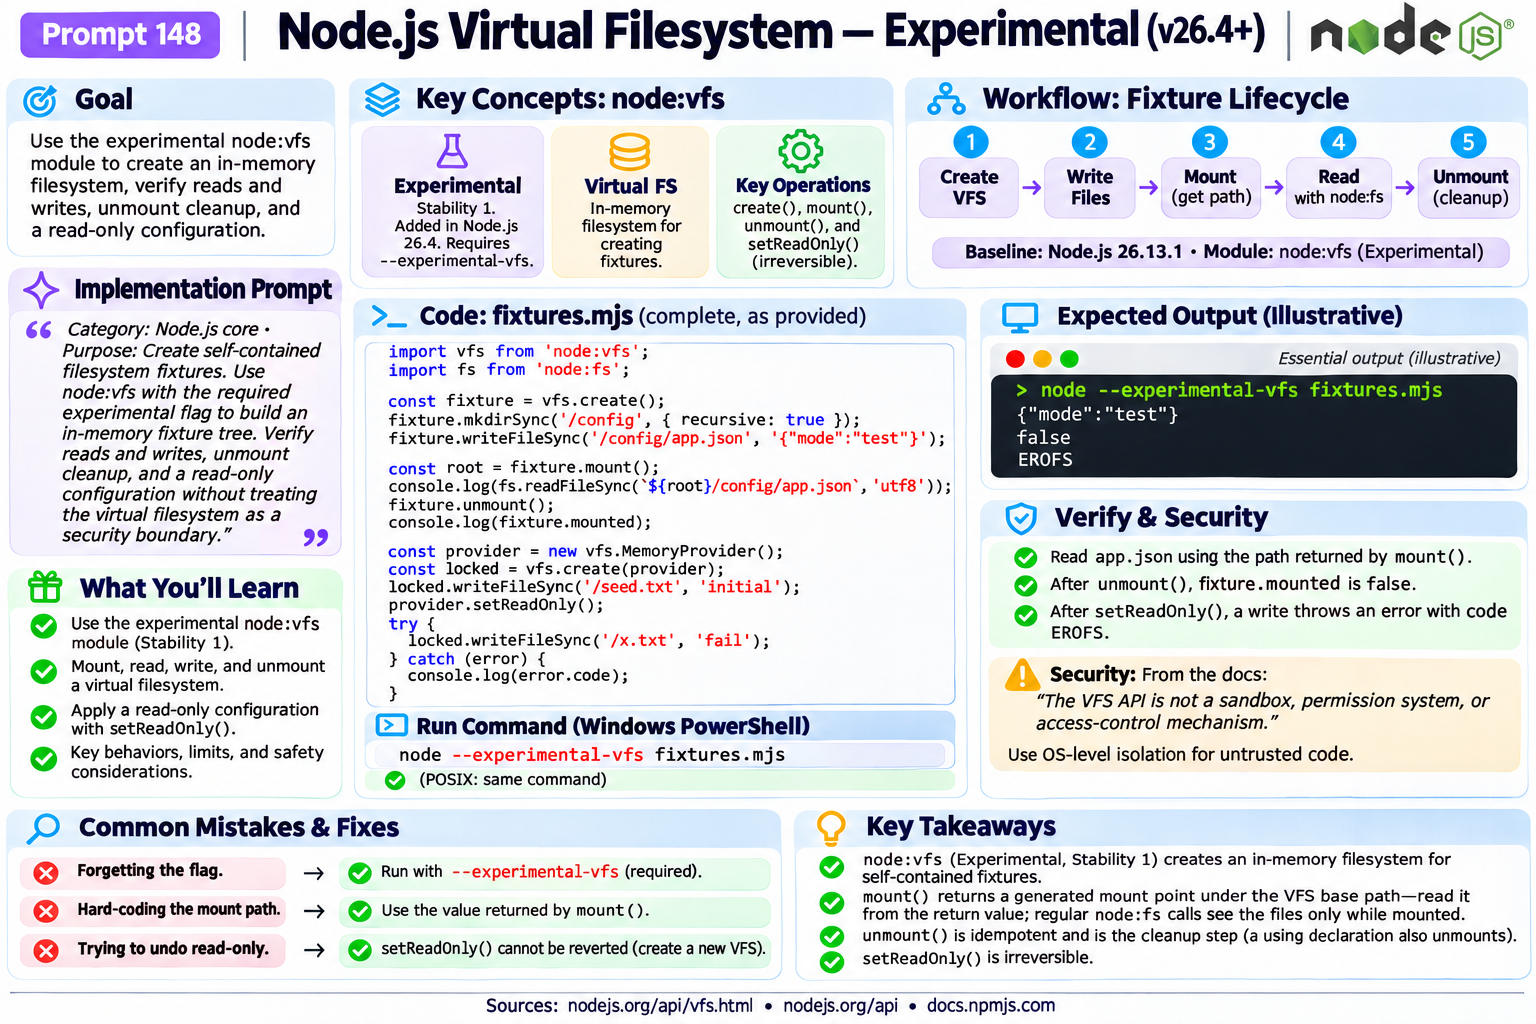 Prompt 148
Node.js Virtual Filesystem — Experimental (v26.4+)
node JS®
Goal
Use the experimental node:vfs
module to create an in-memory
filesystem, verify reads and
writes, unmount cleanup, and
a read-only configuration.
Implementation Prompt
“ Category: Node.js core •
Purpose: Create self-contained
filesystem fixtures. Use
node:vfs with the required
experimental flag to build an
in-memory fixture tree. Verify
reads and writes, unmount
cleanup, and a read-only
configuration without treating
the virtual filesystem as a
security boundary.” ”
What You’ll Learn
Use the experimental node:vfs
module (Stability 1).
Mount, read, write, and unmount
a virtual filesystem.
Apply a read-only configuration
with setReadOnly().
Key behaviors, limits, and safety
considerations.
Key Concepts: node:vfs
Experimental
Stability 1.
Added in Node.js
26.4. Requires
--experimental-vfs.
Virtual FS
In-memory
filesystem for
creating
fixtures.
Key Operations
create(), mount(),
unmount(), and
setReadOnly()
(irreversible).
Workflow: Fixture Lifecycle
1
Create
VFS
2
Write
Files
3
Mount
(get path)
4
Read
with node:fs
5
Unmount
(cleanup)
Baseline: Node.js 26.13.1 • Module: node:vfs (Experimental)
Code: fixtures.mjs (complete, as provided)
import vfs from 'node:vfs';
import fs from 'node:fs';
const fixture = vfs.create();
fixture.mkdirSync('/config', { recursive: true });
fixture.writeFileSync('/config/app.json', '{"mode":"test"}');
const root = fixture.mount();
console.log(fs.readFileSync(`${root}/config/app.json`, 'utf8'));
fixture.unmount();
console.log(fixture.mounted);
const provider = new vfs.MemoryProvider();
const locked = vfs.create(provider);
locked.writeFileSync('/seed.txt', 'initial');
provider.setReadOnly();
try {
  locked.writeFileSync('/x.txt', 'fail');
} catch (error) {
  console.log(error.code);
}
Run Command (Windows PowerShell)
node --experimental-vfs fixtures.mjs
(POSIX: same command)
Expected Output (Illustrative)
Essential output (illustrative)
> node --experimental-vfs fixtures.mjs
{"mode":"test"}
false
EROFS
Verify & Security
Read app.json using the path returned by mount().
After unmount(), fixture.mounted is false.
After setReadOnly(), a write throws an error with code
EROFS.
Security: From the docs:
“The VFS API is not a sandbox, permission system, or
access-control mechanism.”
Use OS-level isolation for untrusted code.
Common Mistakes & Fixes
Forgetting the flag. → Run with --experimental-vfs (required).
Hard-coding the mount path. → Use the value returned by mount().
Trying to undo read-only. → setReadOnly() cannot be reverted (create a new VFS).
Key Takeaways
node:vfs (Experimental, Stability 1) creates an in-memory filesystem for
self-contained fixtures.
mount() returns a generated mount point under the VFS base path—read it
from the return value; regular node:fs calls see the files only while mounted.
unmount() is idempotent and is the cleanup step (a using declaration also unmounts).
setReadOnly() is irreversible.
Sources: nodejs.org/api/vfs.html • nodejs.org/api • docs.npmjs.com